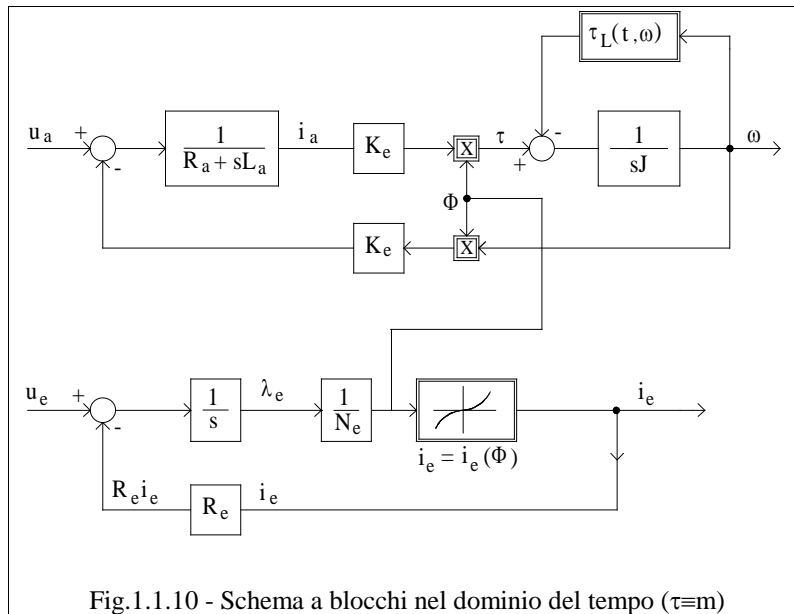 τL(t,ω)
ua + - 1 / Ra + sLa ia Ke X τ + - 1 / sJ ω
Φ
Ke X
ue + - 1 / s λe 1 / Ne ie
ie = ie(Φ)
Reie Re ie
Fig.1.1.10 - Schema a blocchi nel dominio del tempo (τ≡m)